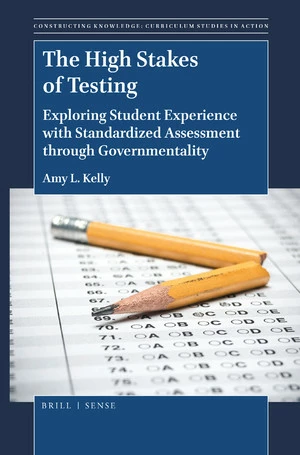 CONSTRUCTING KNOWLEDGE: CURRICULUM STUDIES IN ACTION
The High Stakes
of Testing
Exploring Student Experience
with Standardized Assessment
through Governmentality
Amy L. Kelly
BRILL | SENSE